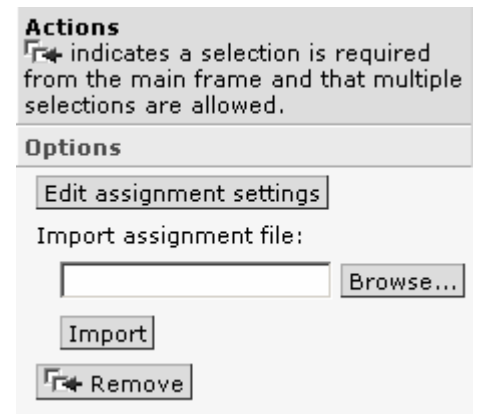 Actions
indicates a selection is required
from the main frame and that multiple
selections are allowed.
Options
Edit assignment settings
Import assignment file:
Browse...
Import
Remove